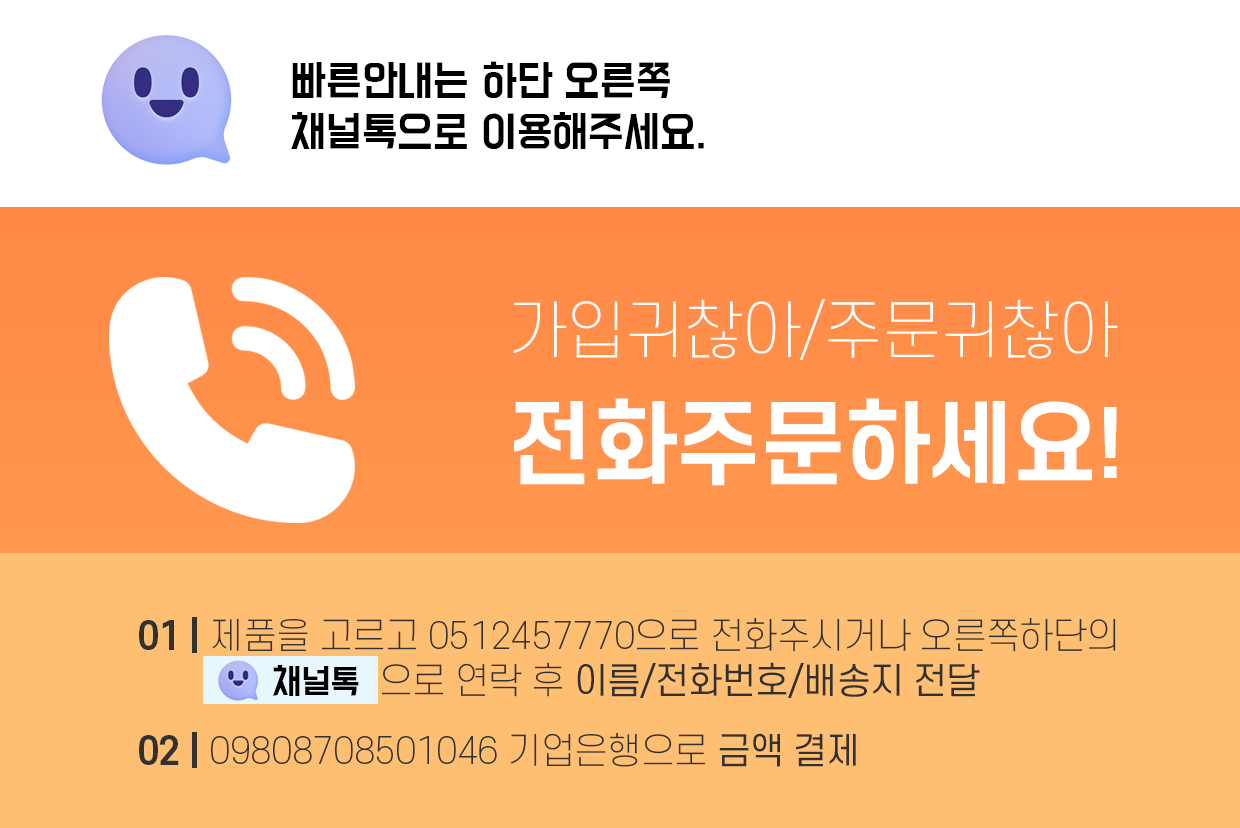 빠른안내는 하단 오른쪽
채널톡으로 이용해주세요.
가입귀찮아/주문귀찮아
전화주문하세요!
01 | 제품을 고르고 0512457770으로 전화주시거나 오른쪽하단의
채널톡 으로 연락 후 이름/전화번호/배송지 전달
02 | 09808708501046 기업은행으로 금액 결제